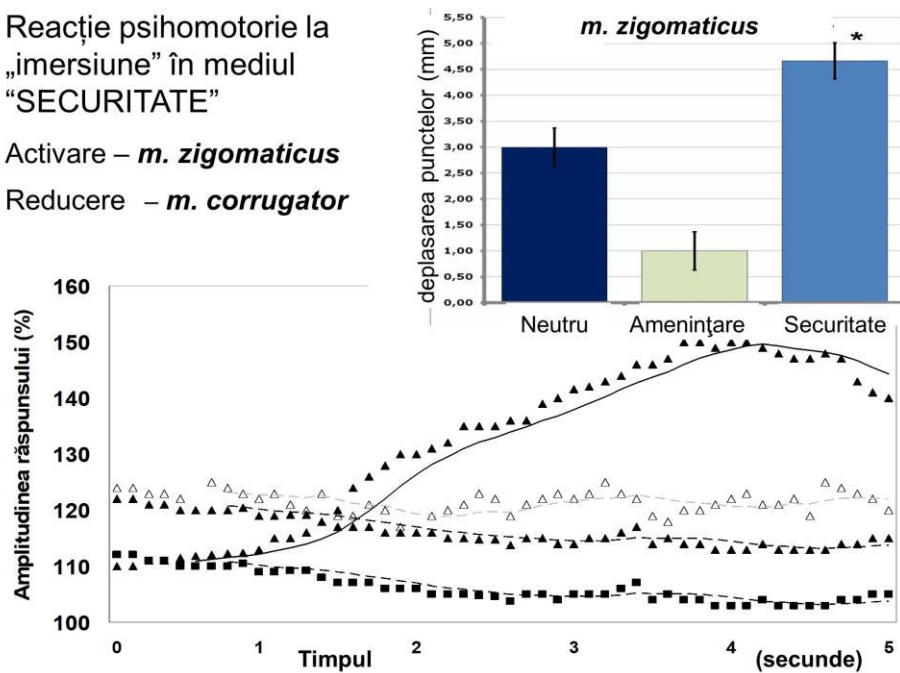 Reacție psihomotorie la
„imersiune” în mediul
“SECURITATE”
Activare – m. zigomaticus
Reducere – m. corrugator
m. zigomaticus
*
deplasarea punctelor (mm)
5,50
5,00
4,50
4,00
3,50
3,00
2,50
2,00
1,50
1,00
0,50
0,00
Neutru Ameninţare Securitate
Amplitudinea răspunsului (%)
160
150
140
130
120
110
100
0 1 2 3 4 5
Timpul (secunde)